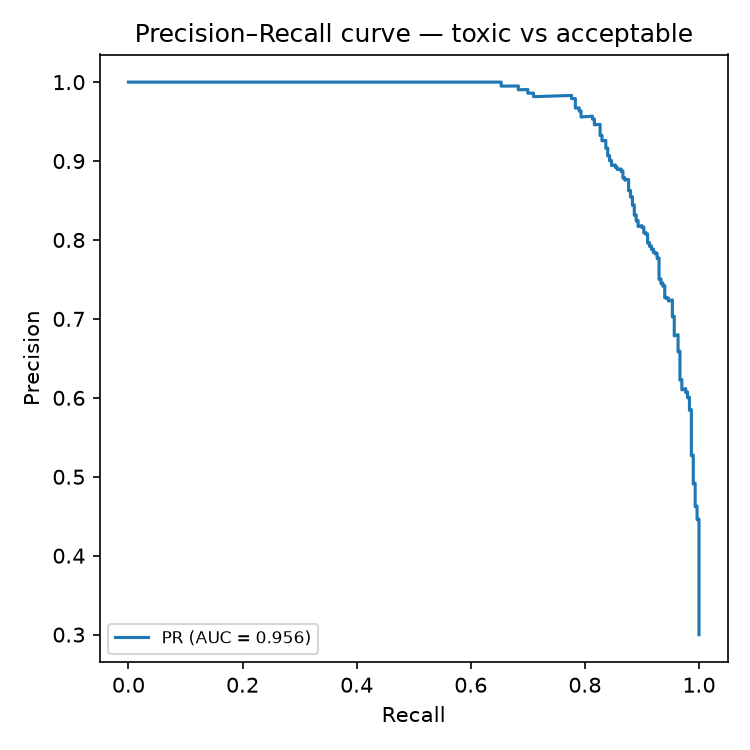 Precision–Recall curve — toxic vs acceptable
1.0
0.9
0.8
0.7
0.6
0.5
0.4
0.3
Precision
PR (AUC = 0.956)
0.0 0.2 0.4 0.6 0.8 1.0
Recall